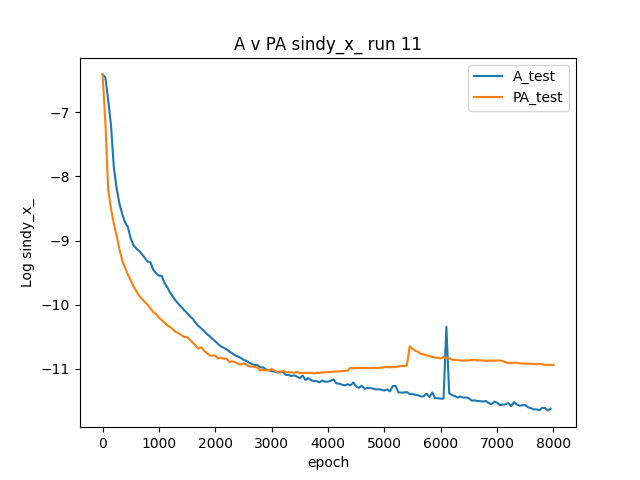 A v PA sindy_x_ run 11
A_test
PA_test
Log sindy_x_
−7
−8
−9
−10
−11
0 1000 2000 3000 4000 5000 6000 7000 8000
epoch